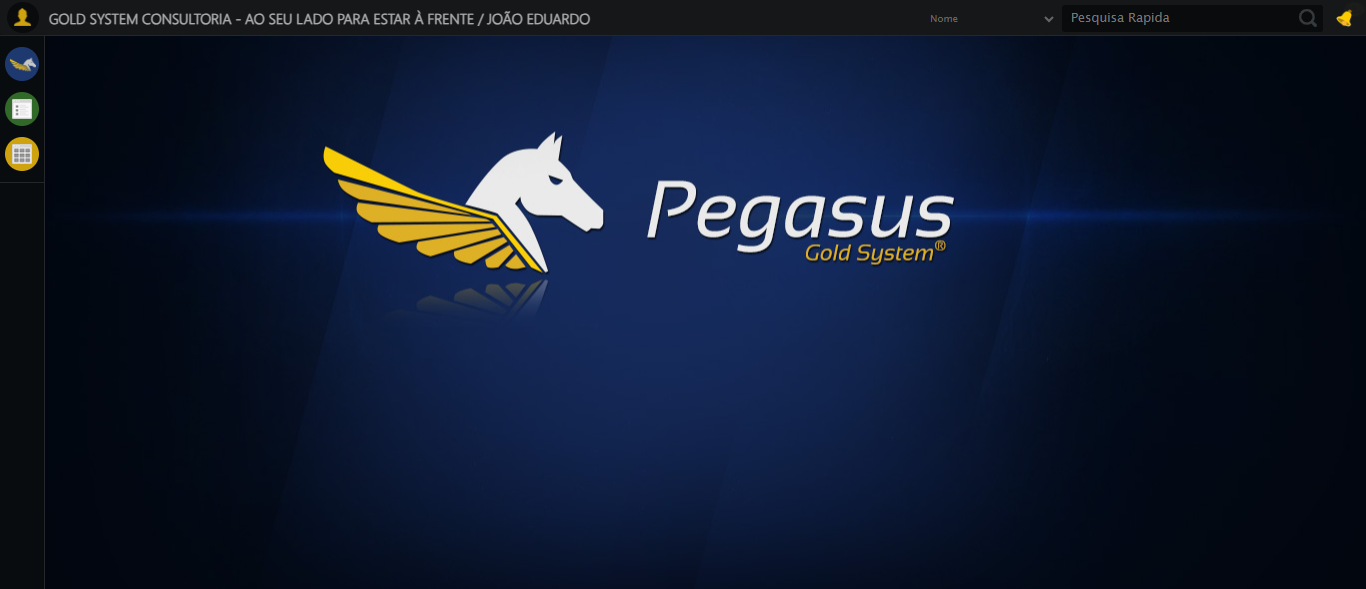 GOLD SYSTEM CONSULTORIA - AO SEU LADO PARA ESTAR À FRENTE / JOÃO EDUARDO
Nome
Pesquisa Rapida
Pegasus
Gold System®